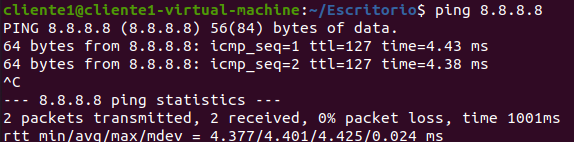 cliente1@cliente1-virtual-machine:~/Escritorio$ ping 8.8.8.8
PING 8.8.8.8 (8.8.8.8) 56(84) bytes of data.
64 bytes from 8.8.8.8: icmp_seq=1 ttl=127 time=4.43 ms
64 bytes from 8.8.8.8: icmp_seq=2 ttl=127 time=4.38 ms
^C
--- 8.8.8.8 ping statistics ---
2 packets transmitted, 2 received, 0% packet loss, time 1001ms
rtt min/avg/max/mdev = 4.377/4.401/4.425/0.024 ms